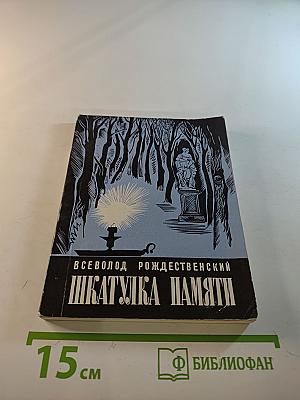 ВСЕВОЛОД РОЖДЕСТВЕНСКИЙ
ШКАТУЛКА ПАМЯТИ
15 см
Ф БИБЛИОФАН